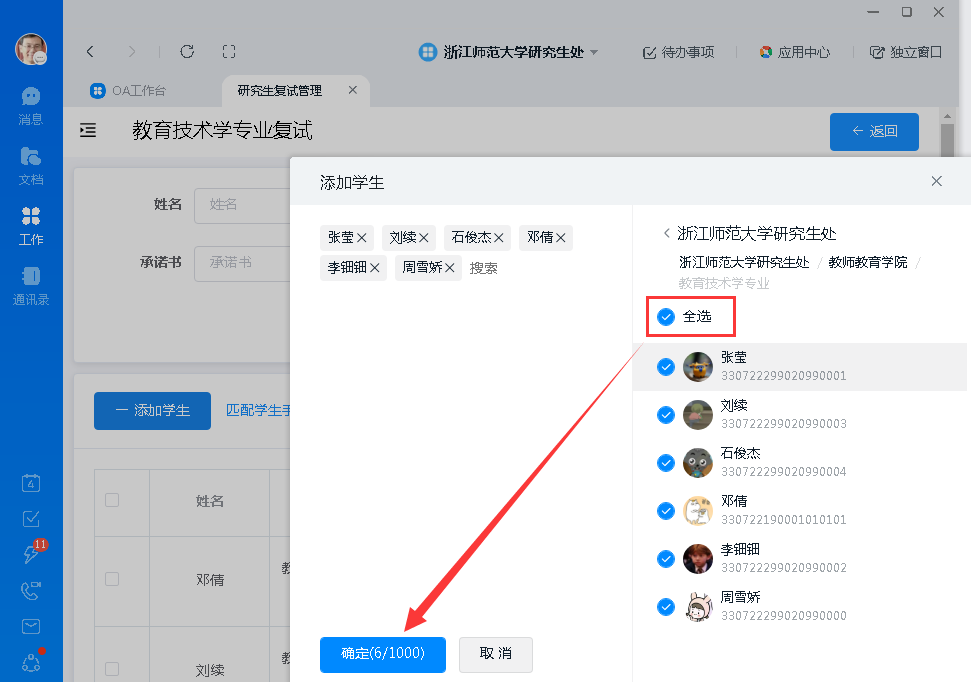 浙江师范大学研究生处
待办事项
应用中心
独立窗口
OA工作台
研究生复试管理
消息
文档
工作
通讯录
4
11
教育技术学专业复试
← 返回
姓名
姓名
承诺书
承诺书
添加学生
匹配学生手
姓名
邓倩
教
刘续
教
添加学生
张莹 刘续 石俊杰 邓倩
李钿钿 周雪娇 搜索
浙江师范大学研究生处
浙江师范大学研究生处 / 教师教育学院 /
教育技术学专业
全选
张莹
330722299020990001
刘续
330722299020990003
石俊杰
330722299020990004
邓倩
330722190001010101
李钿钿
330722299020990002
周雪娇
330722299020990000
确定(6/1000)
取 消